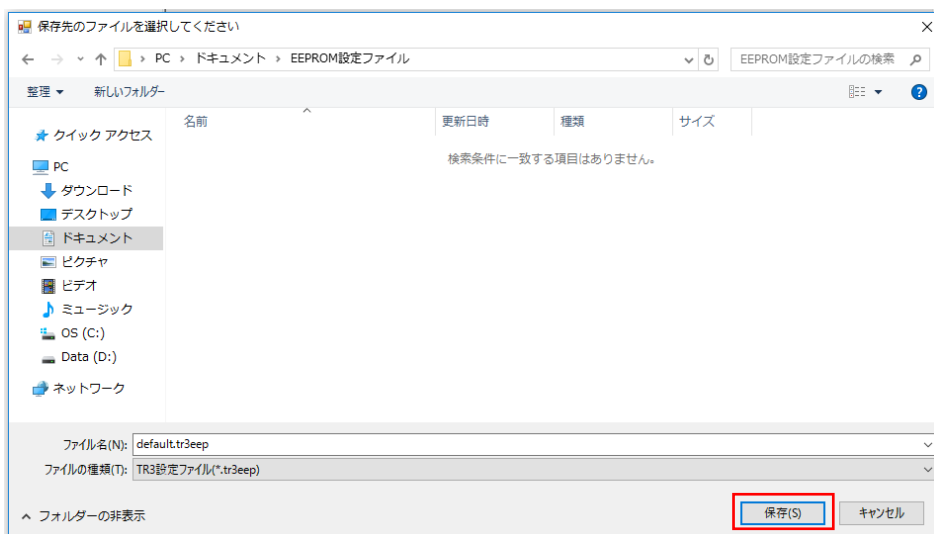 保存先のファイルを選択してください
PC › ドキュメント › EEPROM設定ファイル
EEPROM設定ファイルの検索
整理 新しいフォルダー
名前 更新日時 種類 サイズ
検索条件に一致する項目はありません。
クイック アクセス
PC
ダウンロード
デスクトップ
ドキュメント
ピクチャ
ビデオ
ミュージック
OS (C:)
Data (D:)
ネットワーク
ファイル名(N): default.tr3eep
ファイルの種類(T): TR3設定ファイル(*.tr3eep)
フォルダーの非表示
保存(S) キャンセル